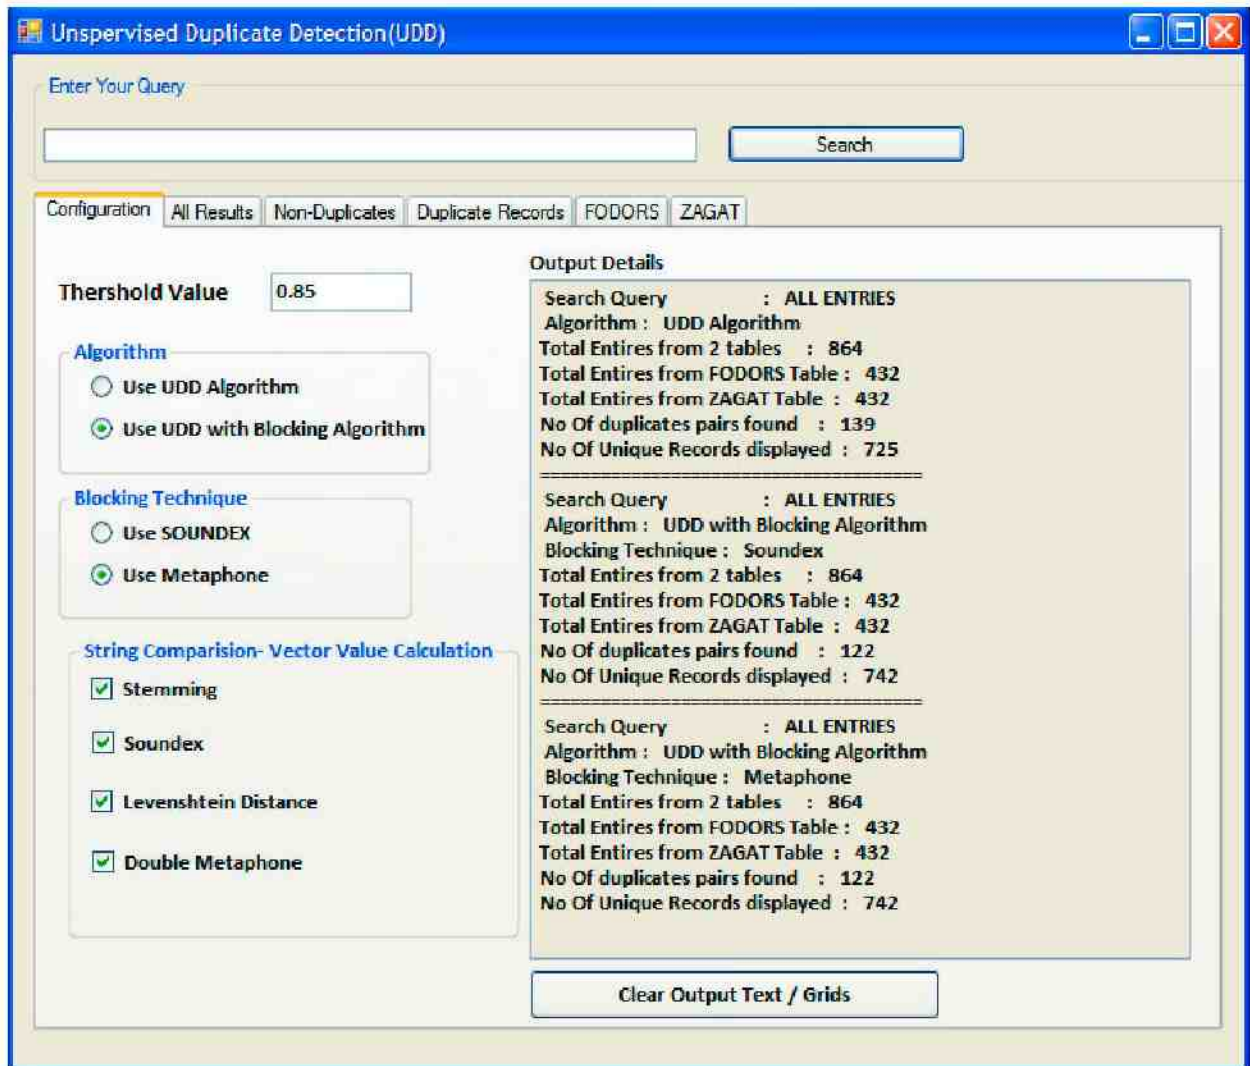 Unspervised Duplicate Detection(UDD)
Enter Your Query
Search
Configuration All Results Non-Duplicates Duplicate Records FODORS ZAGAT
Thershold Value 0.85
Algorithm
Use UDD Algorithm
Use UDD with Blocking Algorithm
Blocking Technique
Use SOUNDEX
Use Metaphone
String Comparision- Vector Value Calculation
Stemming
Soundex
Levenshtein Distance
Double Metaphone
Output Details
Search Query : ALL ENTRIES
Algorithm : UDD Algorithm
Total Entires from 2 tables : 864
Total Entires from FODORS Table : 432
Total Entires from ZAGAT Table : 432
No Of duplicates pairs found : 139
No Of Unique Records displayed : 725
======================================
Search Query : ALL ENTRIES
Algorithm : UDD with Blocking Algorithm
Blocking Technique : Soundex
Total Entires from 2 tables : 864
Total Entires from FODORS Table : 432
Total Entires from ZAGAT Table : 432
No Of duplicates pairs found : 122
No Of Unique Records displayed : 742
======================================
Search Query : ALL ENTRIES
Algorithm : UDD with Blocking Algorithm
Blocking Technique : Metaphone
Total Entires from 2 tables : 864
Total Entires from FODORS Table : 432
Total Entires from ZAGAT Table : 432
No Of duplicates pairs found : 122
No Of Unique Records displayed : 742
Clear Output Text / Grids